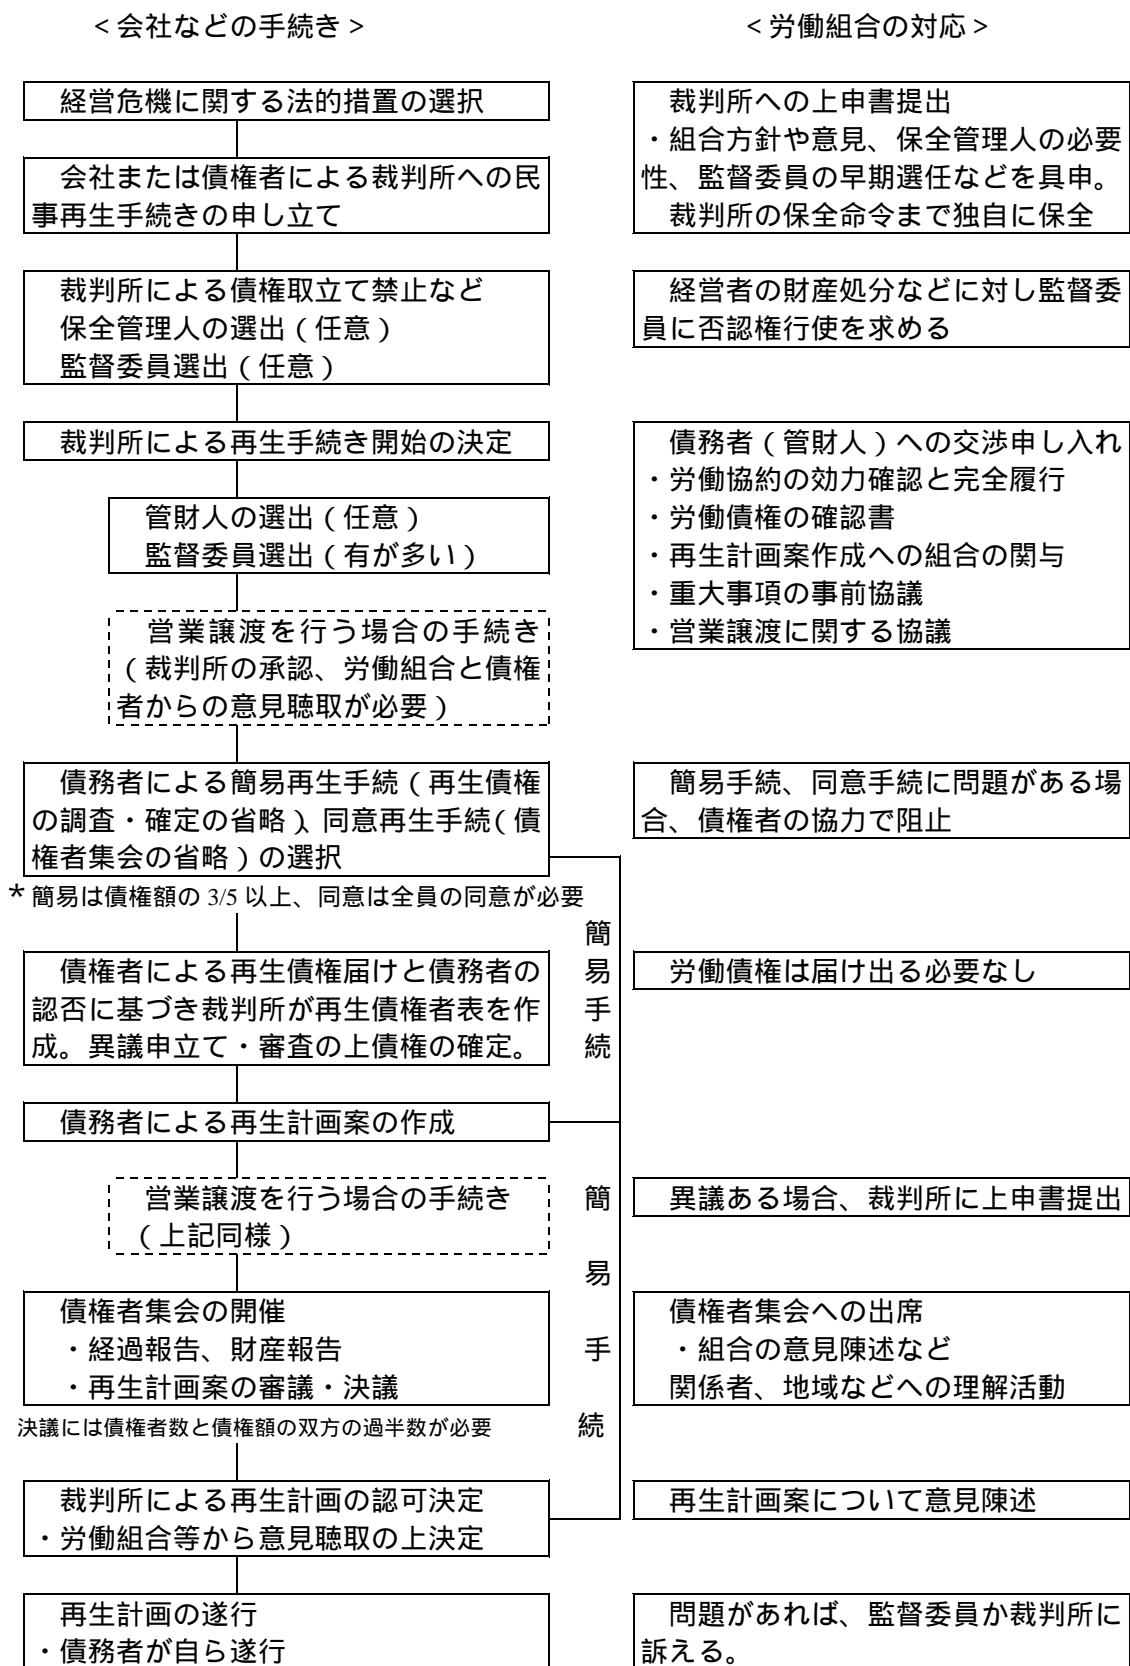 <会社などの手続き>
<労働組合の対応>
経営危機に関する法的措置の選択
会社または債権者による裁判所への民
事再生手続きの申し立て
裁判所への上申書提出
・組合方針や意見、保全管理人の必要
性、監督委員の早期選任などを具申。
裁判所の保全命令まで独自に保全
裁判所による債権取立て禁止など
保全管理人の選出(任意)
監督委員選出(任意)
経営者の財産処分などに対し監督委
員に否認権行使を求める
裁判所による再生手続き開始の決定
管財人の選出(任意)
監督委員選出(有が多い)
営業譲渡を行う場合の手続き
(裁判所の承認、労働組合と債権
者からの意見聴取が必要)
債務者(管財人)への交渉申し入れ
・労働協約の効力確認と完全履行
・労働債権の確認書
・再生計画案作成への組合の関与
・重大事項の事前協議
・営業譲渡に関する協議
債務者による簡易再生手続(再生債権
の調査・確定の省略)、同意再生手続(債
権者集会の省略)の選択
*簡易は債権額の 3/5 以上、同意は全員の同意が必要
簡易手続、同意手続に問題がある場
合、債権者の協力で阻止
簡易手続
債権者による再生債権届けと債務者の
認否に基づき裁判所が再生債権者表を作
成。異議申立て・審査の上債権の確定。
労働債権は届け出る必要なし
債務者による再生計画案の作成
営業譲渡を行う場合の手続き
(上記同様)
簡易手続
異議ある場合、裁判所に上申書提出
債権者集会の開催
・経過報告、財産報告
・再生計画案の審議・決議
決議には債権者数と債権額の双方の過半数が必要
債権者集会への出席
・組合の意見陳述など
関係者、地域などへの理解活動
裁判所による再生計画の認可決定
・労働組合等から意見聴取の上決定
再生計画案について意見陳述
再生計画の遂行
・債務者が自ら遂行
問題があれば、監督委員か裁判所に
訴える。